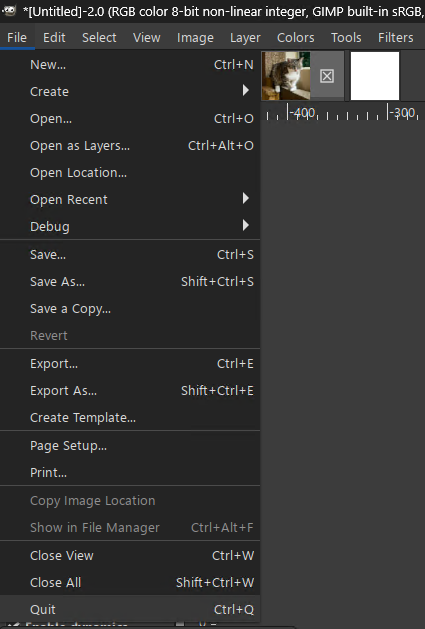 *[Untitled]-2.0 (RGB color 8-bit non-linear integer, GIMP built-in sRGB,
File Edit Select View Image Layer Colors Tools Filters
-400 -300
New... Ctrl+N
Create
Open... Ctrl+O
Open as Layers... Ctrl+Alt+O
Open Location...
Open Recent
Debug
Save... Ctrl+S
Save As... Shift+Ctrl+S
Save a Copy...
Revert
Export... Ctrl+E
Export As... Shift+Ctrl+E
Create Template...
Page Setup...
Print...
Copy Image Location
Show in File Manager Ctrl+Alt+F
Close View Ctrl+W
Close All Shift+Ctrl+W
Quit Ctrl+Q
Enable dynamics